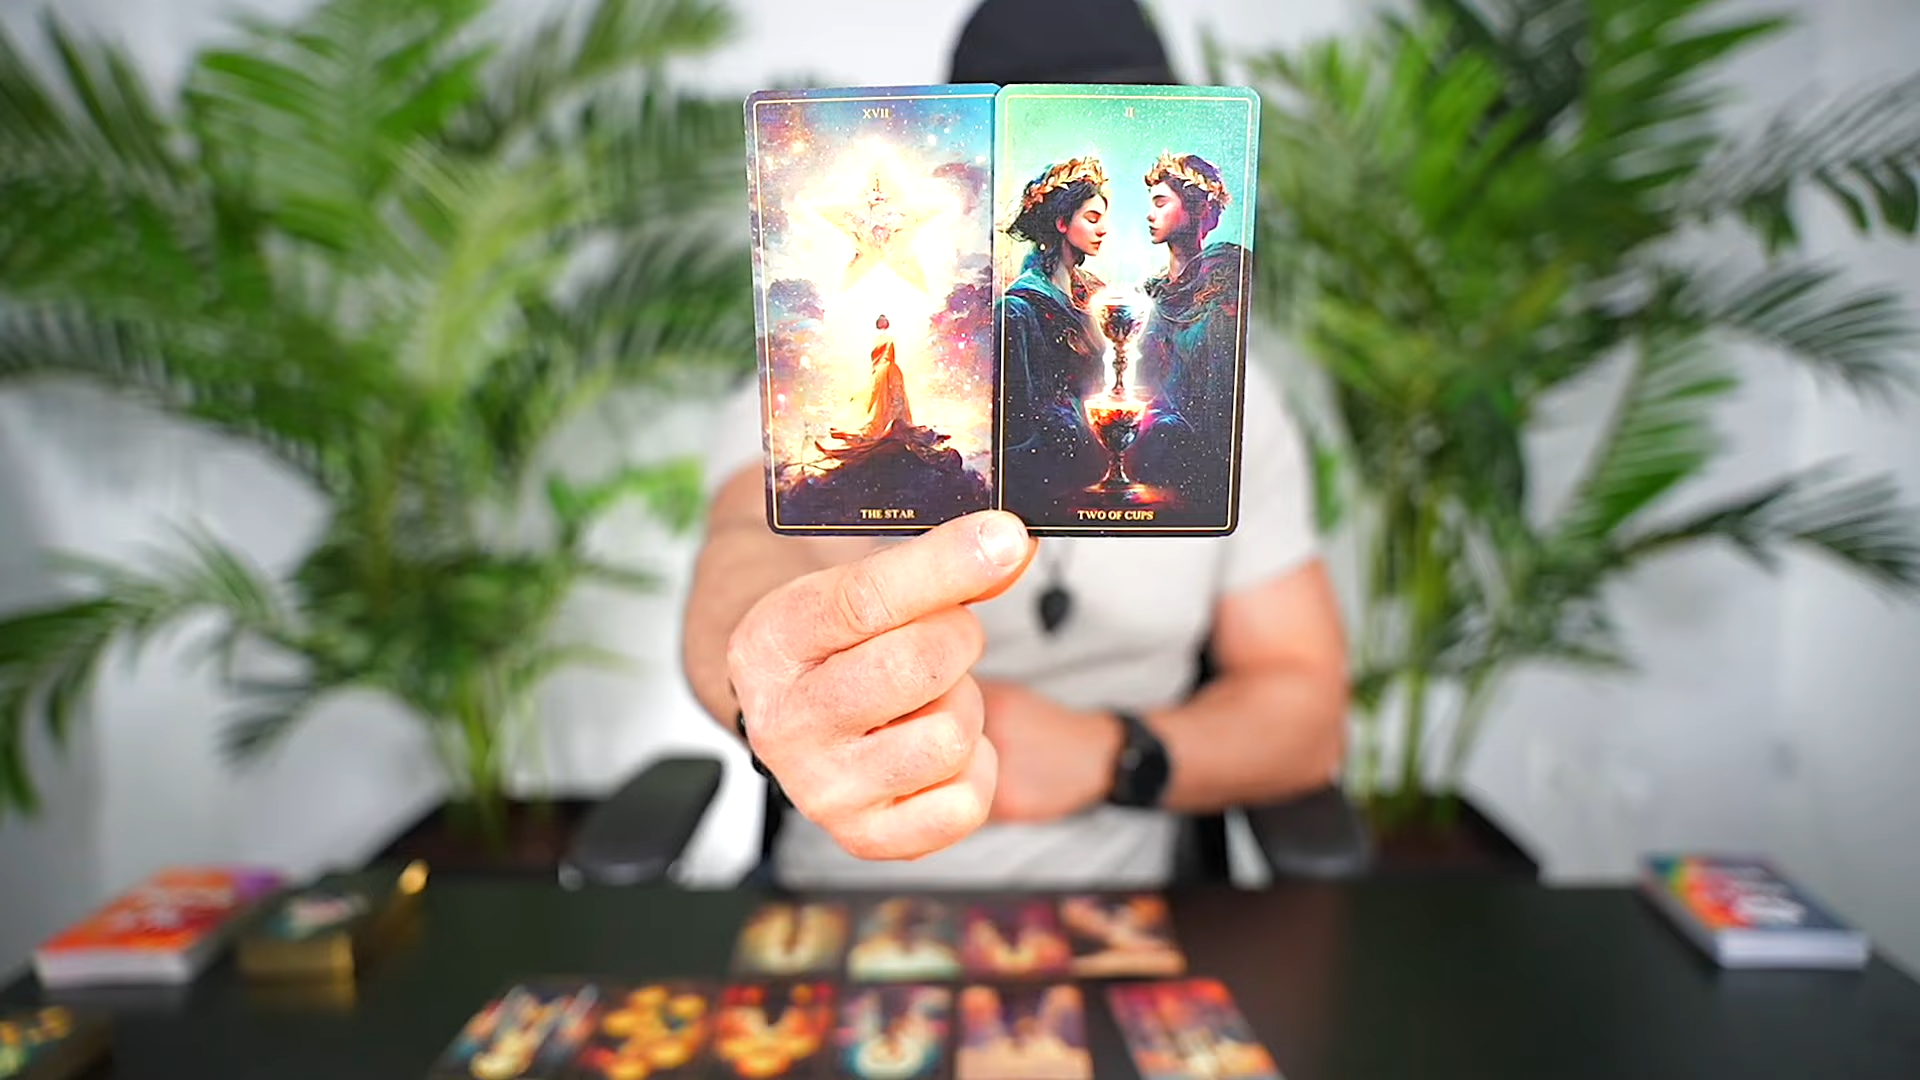 XVII
THE STAR
II
TWO OF CUPS